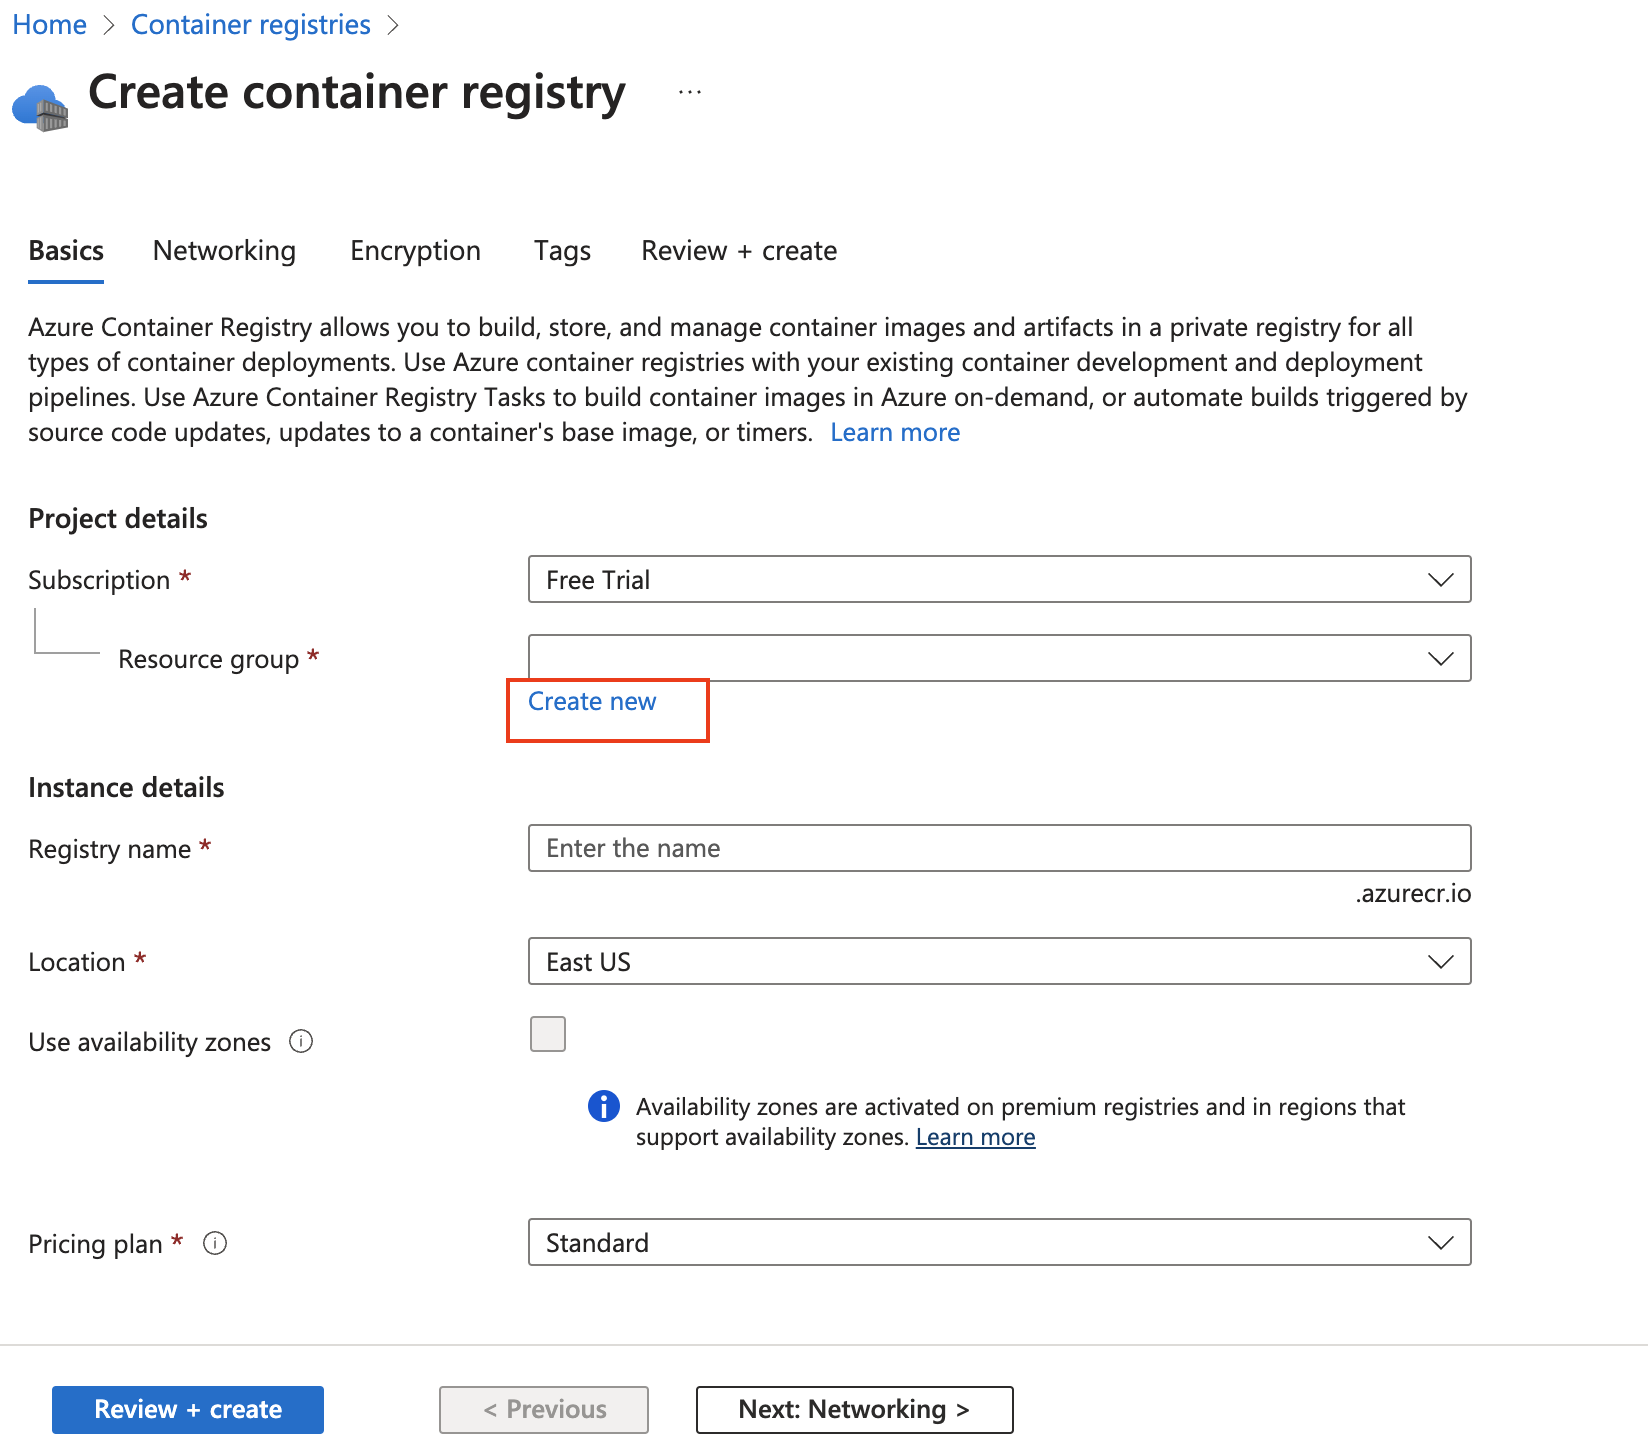 Home > Container registries >
Create container registry ...
Basics Networking Encryption Tags Review + create
Azure Container Registry allows you to build, store, and manage container images and artifacts in a private registry for all
types of container deployments. Use Azure container registries with your existing container development and deployment
pipelines. Use Azure Container Registry Tasks to build container images in Azure on-demand, or automate builds triggered by
source code updates, updates to a container's base image, or timers. Learn more
Project details
Subscription * Free Trial
Resource group *
Create new
Instance details
Registry name * Enter the name
.azurecr.io
Location * East US
Use availability zones
Availability zones are activated on premium registries and in regions that
support availability zones. Learn more
Pricing plan * Standard
Review + create < Previous Next: Networking >